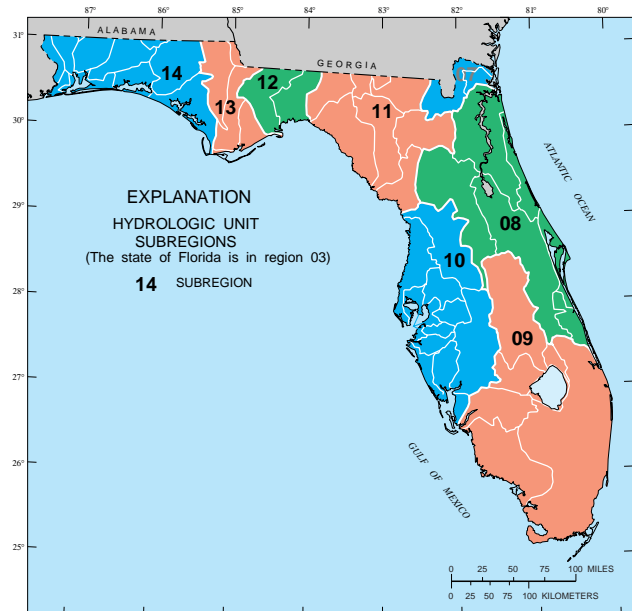 87° 86° 85° 84° 83° 82° 81° 80°
31°
30°
29°
28°
27°
26°
25°
ALABAMA
GEORGIA
14
13
12
11
08
10
09
ATLANTIC OCEAN
GULF OF MEXICO
EXPLANATION
HYDROLOGIC UNIT
SUBREGIONS
(The state of Florida is in region 03)
14 SUBREGION
0 25 50 75 100 MILES
0 25 50 75 100 KILOMETERS